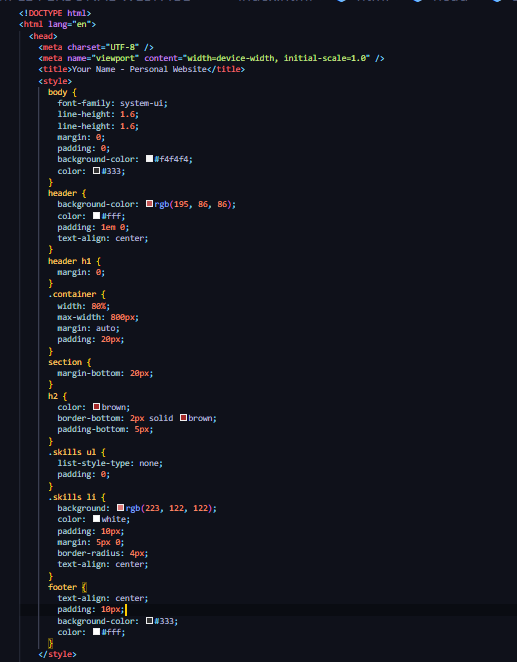 <!DOCTYPE html>
<html lang="en">
<head>
<meta charset="UTF-8" />
<meta name="viewport" content="width=device-width, initial-scale=1.0" />
<title>Your Name - Personal Website</title>
<style>
body {
font-family: system-ui;
line-height: 1.6;
line-height: 1.6;
margin: 0;
padding: 0;
background-color: #f4f4f4;
color: #333;
}
header {
background-color: rgb(195, 86, 86);
color: #fff;
padding: 1em 0;
text-align: center;
}
header h1 {
margin: 0;
}
.container {
width: 80%;
max-width: 800px;
margin: auto;
padding: 20px;
}
section {
margin-bottom: 20px;
}
h2 {
color: brown;
border-bottom: 2px solid brown;
padding-bottom: 5px;
}
.skills ul {
list-style-type: none;
padding: 0;
}
.skills li {
background: rgb(223, 122, 122);
color: white;
padding: 10px;
margin: 5px 0;
border-radius: 4px;
text-align: center;
}
footer {
text-align: center;
padding: 10px;
background-color: #333;
color: #fff;
}
</style>